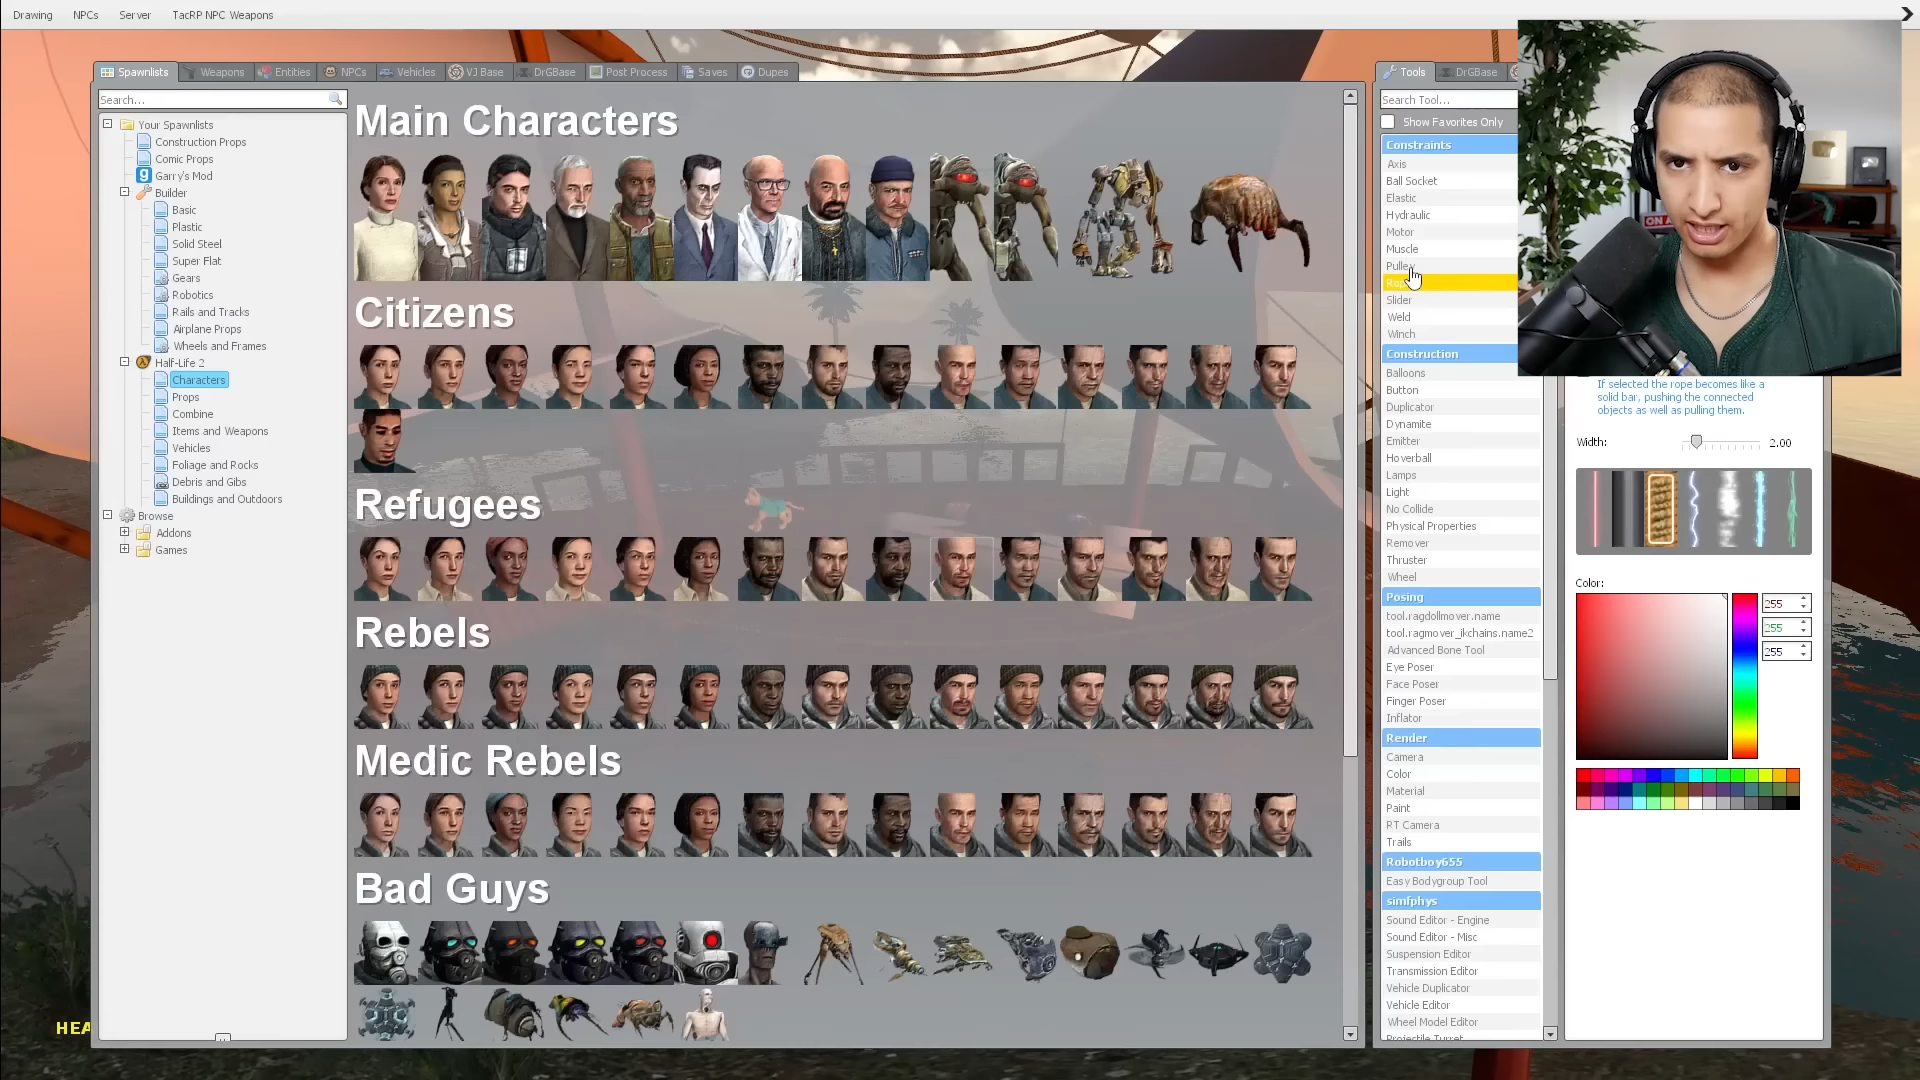 Drawing NPCs Server TacRP NPC Weapons
Spawnlists Weapons Entities NPCs Vehicles VJ Base DrGBase Post Process Saves Dupes
Search...
Your Spawnlists
Construction Props
Comic Props
Garry's Mod
Builder
Basic
Plastic
Solid Steel
Super Flat
Gears
Robotics
Rails and Tracks
Airplane Props
Wheels and Frames
Half-Life 2
Characters
Props
Combine
Items and Weapons
Vehicles
Foliage and Rocks
Debris and Gibs
Buildings and Outdoors
Browse
Addons
Games
HEA
Main Characters
Citizens
Refugees
Rebels
Medic Rebels
Bad Guys
Tools DrGBase
Search Tool...
Show Favorites Only
Constraints
Axis
Ball Socket
Elastic
Hydraulic
Motor
Muscle
Pulley
Rope
Slider
Weld
Winch
Construction
Balloons
Button
Duplicator
Dynamite
Emitter
Hoverball
Lamps
Light
No Collide
Physical Properties
Remover
Thruster
Wheel
Posing
tool.ragdollmover.name
tool.ragmover_ikchains.name2
Advanced Bone Tool
Eye Poser
Face Poser
Finger Poser
Inflator
Render
Camera
Color
Material
Paint
RT Camera
Trails
Robotboy655
Easy Bodygroup Tool
simfphys
Sound Editor - Engine
Sound Editor - Misc
Suspension Editor
Transmission Editor
Vehicle Duplicator
Vehicle Editor
Wheel Model Editor
Projectile Turret
ON A
If selected the rope becomes like a
solid bar, pushing the connected
objects as well as pulling them.
Width: 2.00
Color:
255
255
255